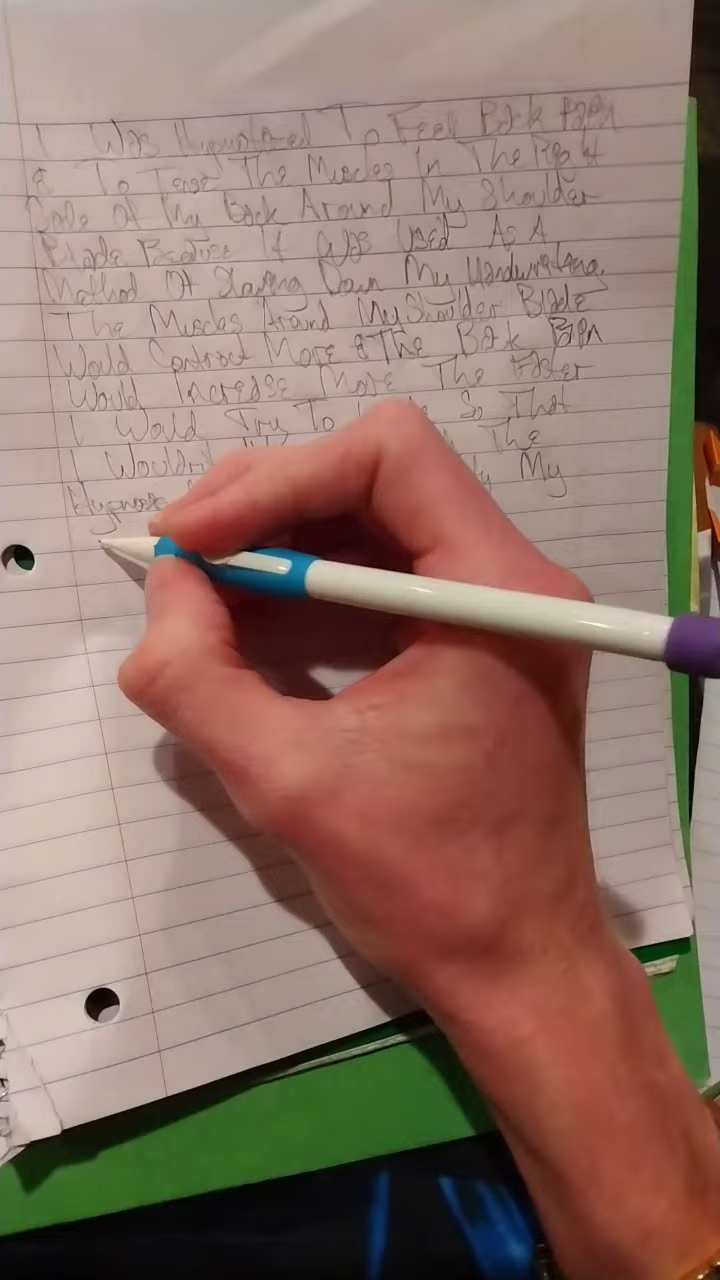 I Was Hypnotized To Feel Back Pain
& To Tense The Muscles In The Right
Side Of My Back Around My Shoulder
Blade Because It Was Used As A
Method Of Slowing Down My Handwriting.
The Muscles Around My Shoulder Blade
Would Contract More & The Back Pain
Would Increase More The Faster
I Would Try To So That
I The
My
Hypnosis